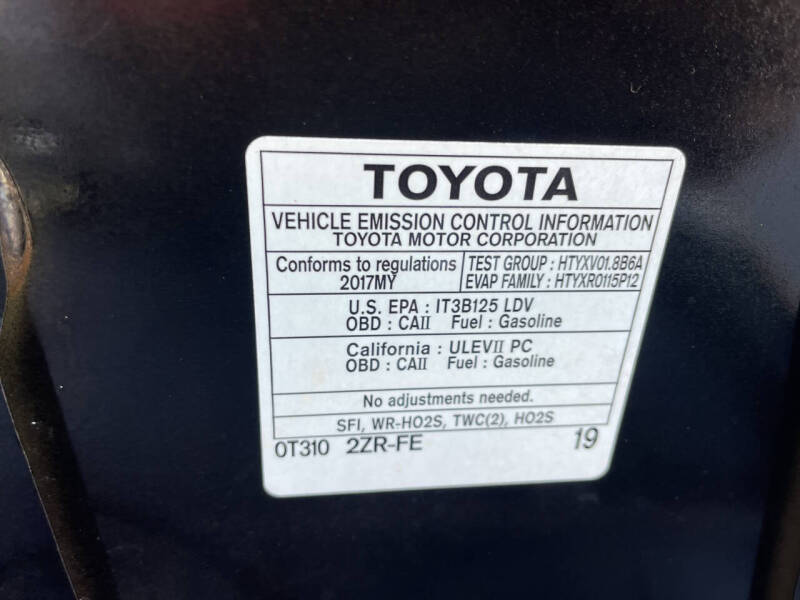 TOYOTA
VEHICLE EMISSION CONTROL INFORMATION
TOYOTA MOTOR CORPORATION
Conforms to regulations
2017MY
TEST GROUP : HTYXV01.8B6A
EVAP FAMILY : HTYXR0115P12
U.S. EPA : IT3B125 LDV
OBD : CAII Fuel : Gasoline
California : ULEVII PC
OBD : CAII Fuel : Gasoline
No adjustments needed.
SFI, WR-HO2S, TWC(2), HO2S
0T310 2ZR-FE 19